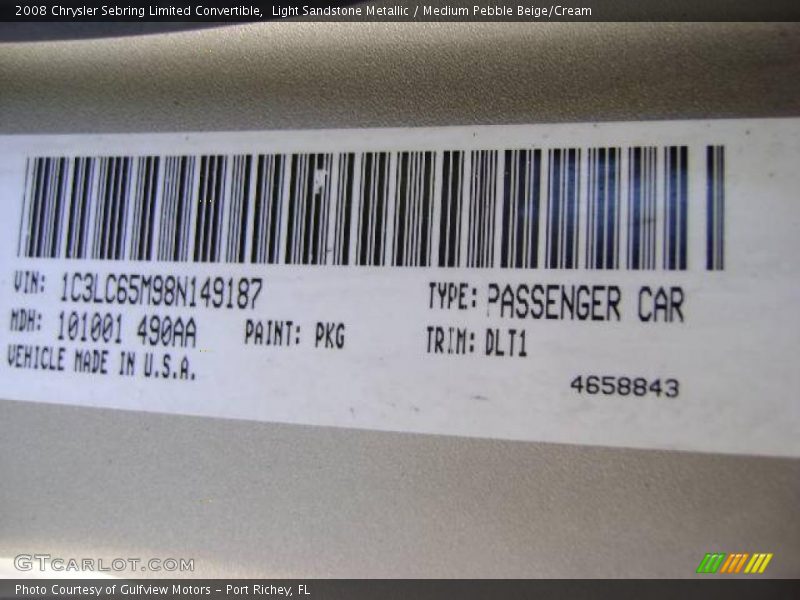 2008 Chrysler Sebring Limited Convertible,  Light Sandstone Metallic / Medium Pebble Beige/Cream
VIN: 1C3LC65M98N149187 TYPE: PASSENGER CAR
MDH: 101001 490AA PAINT: PKG TRIM: DLT1
VEHICLE MADE IN U.S.A.
4658843
GTCARLOT.COM
Photo Courtesy of Gulfview Motors - Port Richey, FL